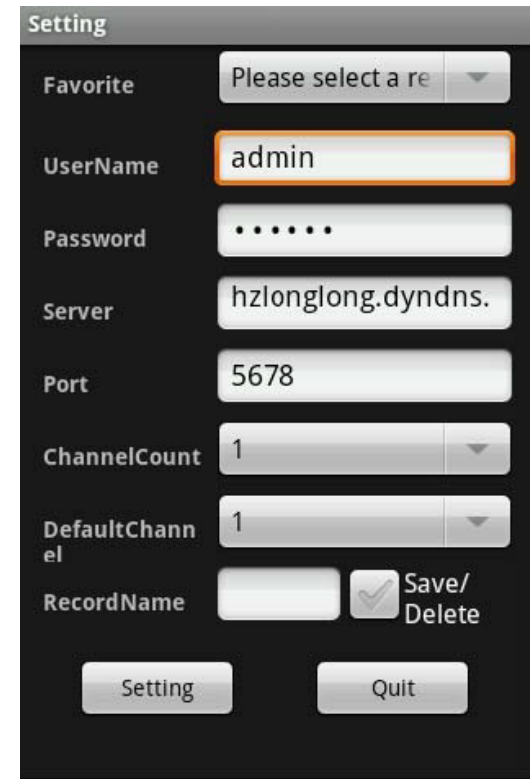 Setting
Favorite Please select a re
UserName admin
Password ••••••
Server hzlonglong.dyndns.
Port 5678
ChannelCount 1
DefaultChann
el 1
RecordName Save/
Delete
Setting Quit